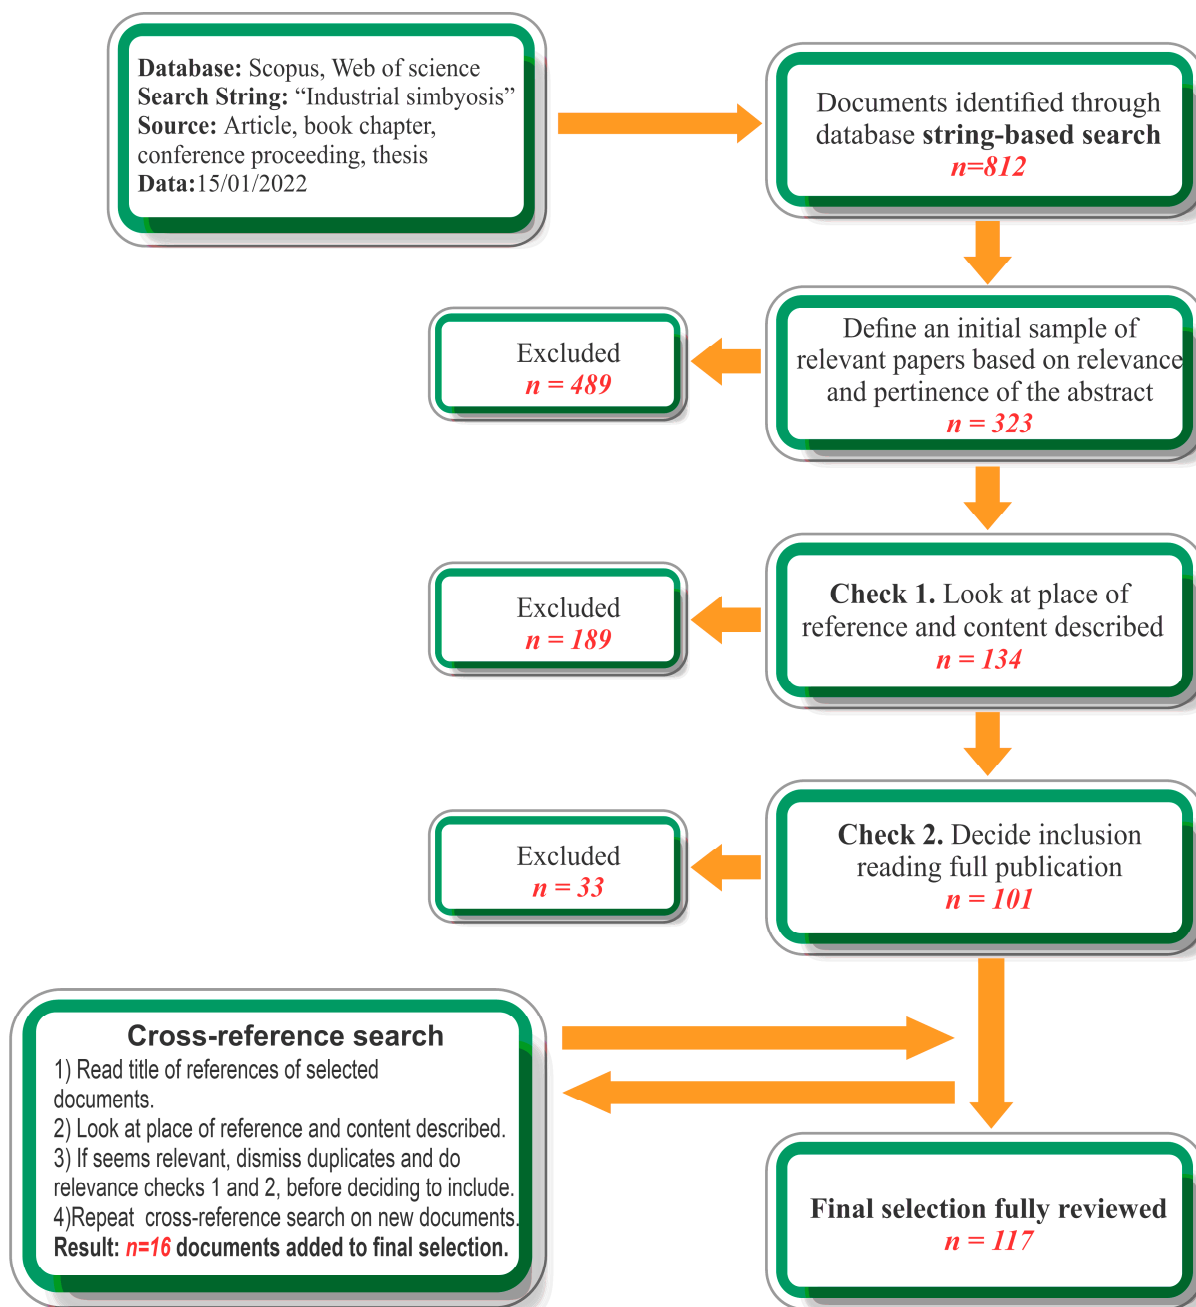 Database: Scopus, Web of science
Search String: “Industrial simbyosis”
Source: Article, book chapter,
conference proceeding, thesis
Data:15/01/2022
Documents identified through
database string-based search
n=812
Define an initial sample of
relevant papers based on relevance
and pertinence of the abstract
n = 323
Excluded
n = 489
Check 1. Look at place of
reference and content described
n = 134
Excluded
n = 189
Check 2. Decide inclusion
reading full publication
n = 101
Excluded
n = 33
Cross-reference search
1) Read title of references of selected
documents.
2) Look at place of reference and content described.
3) If seems relevant, dismiss duplicates and do
relevance checks 1 and 2, before deciding to include.
4)Repeat cross-reference search on new documents.
Result: n=16 documents added to final selection.
Final selection fully reviewed
n = 117